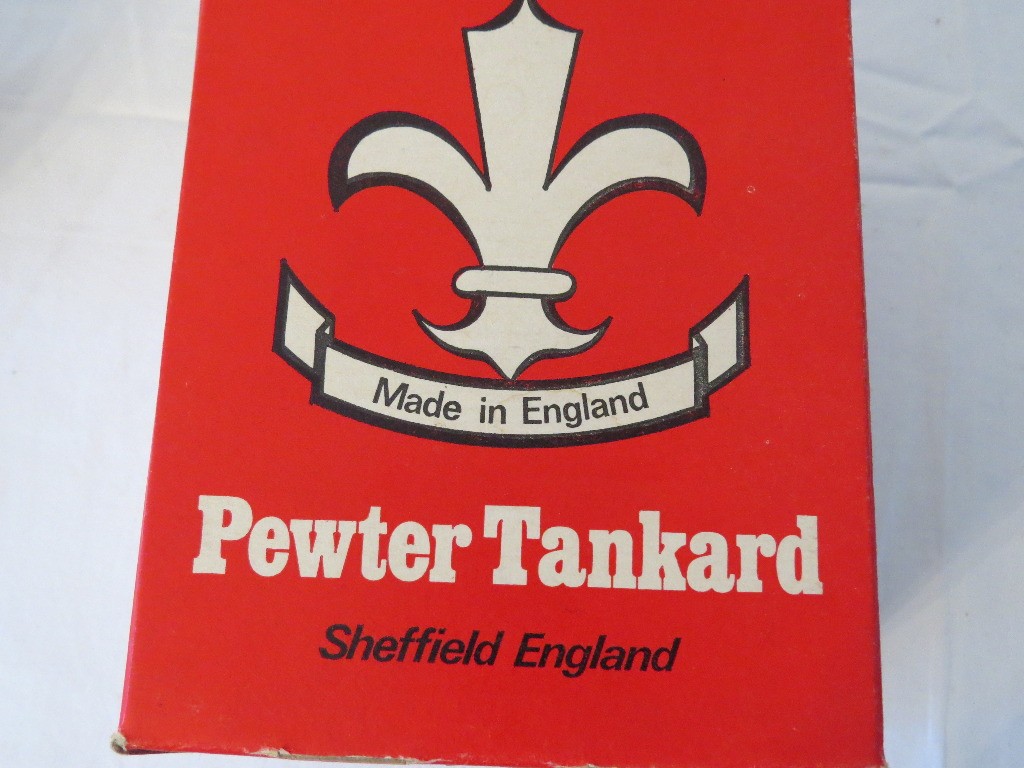 Made in England
Pewter Tankard
Sheffield England